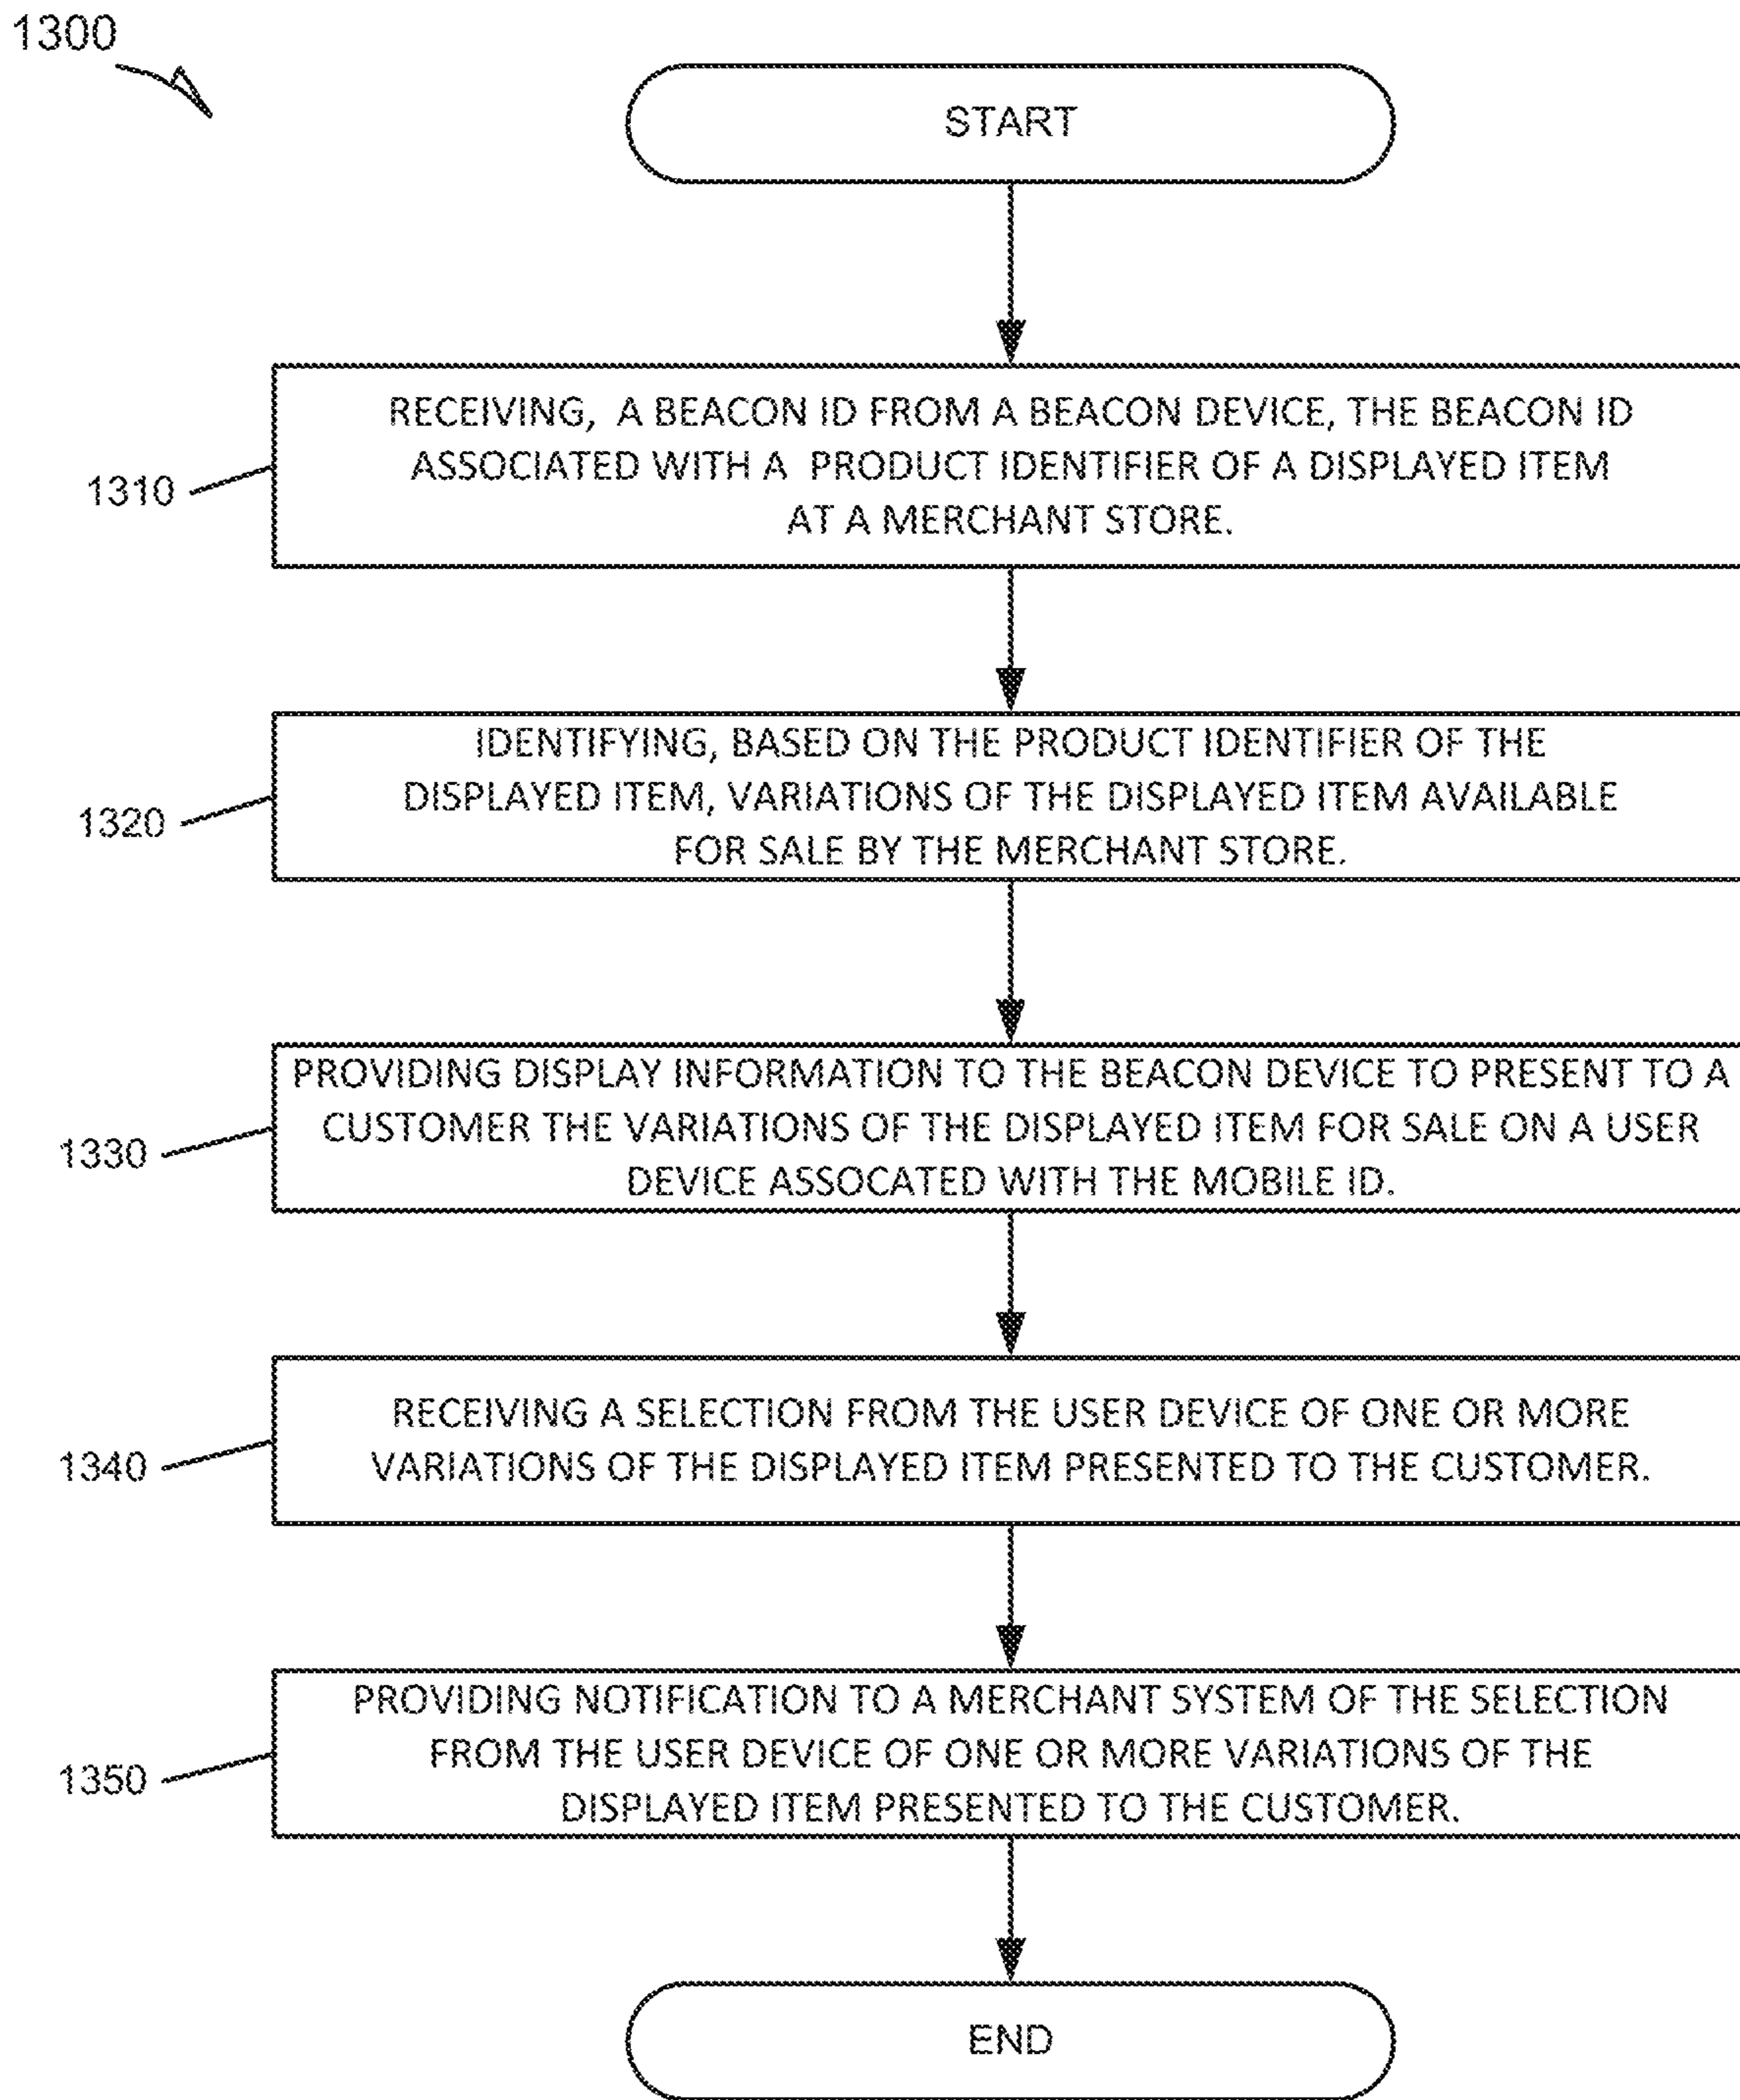 1300
START
RECEIVING, A BEACON ID FROM A BEACON DEVICE, THE BEACON ID
ASSOCIATED WITH A PRODUCT IDENTIFIER OF A DISPLAYED ITEM
AT A MERCHANT STORE.
1310
IDENTIFYING, BASED ON THE PRODUCT IDENTIFIER OF THE
DISPLAYED ITEM, VARIATIONS OF THE DISPLAYED ITEM AVAILABLE
FOR SALE BY THE MERCHANT STORE.
1320
PROVIDING DISPLAY INFORMATION TO THE BEACON DEVICE TO PRESENT TO A
CUSTOMER THE VARIATIONS OF THE DISPLAYED ITEM FOR SALE ON A USER
DEVICE ASSOCATED WITH THE MOBILE ID.
1330
RECEIVING A SELECTION FROM THE USER DEVICE OF ONE OR MORE
VARIATIONS OF THE DISPLAYED ITEM PRESENTED TO THE CUSTOMER.
1340
PROVIDING NOTIFICATION TO A MERCHANT SYSTEM OF THE SELECTION
FROM THE USER DEVICE OF ONE OR MORE VARIATIONS OF THE
DISPLAYED ITEM PRESENTED TO THE CUSTOMER.
1350
END